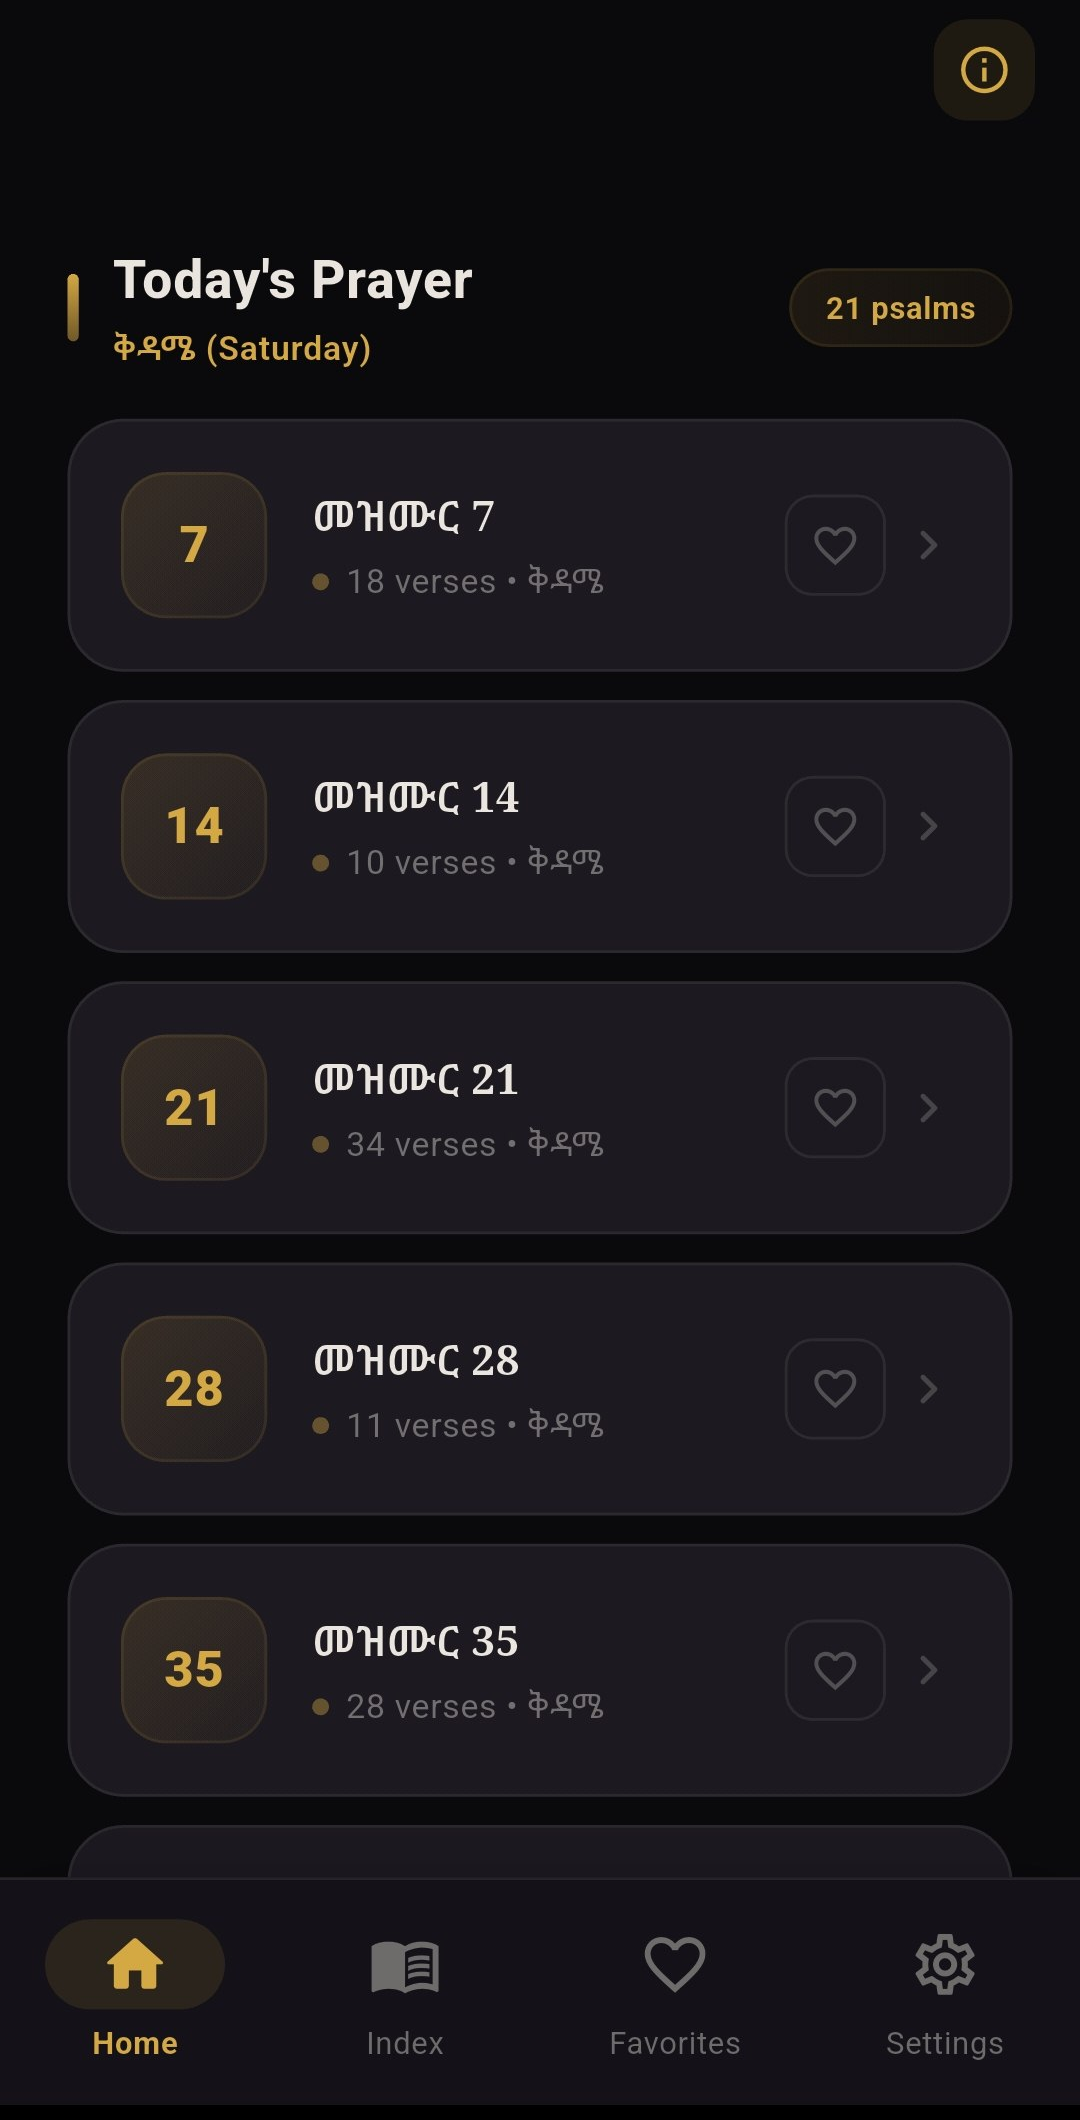 Today's Prayer
ቅዳሜ (Saturday)
21 psalms
7
መዝሙር 7
18 verses • ቅዳሜ
14
መዝሙር 14
10 verses • ቅዳሜ
21
መዝሙር 21
34 verses • ቅዳሜ
28
መዝሙር 28
11 verses • ቅዳሜ
35
መዝሙር 35
28 verses • ቅዳሜ
Home
Index
Favorites
Settings